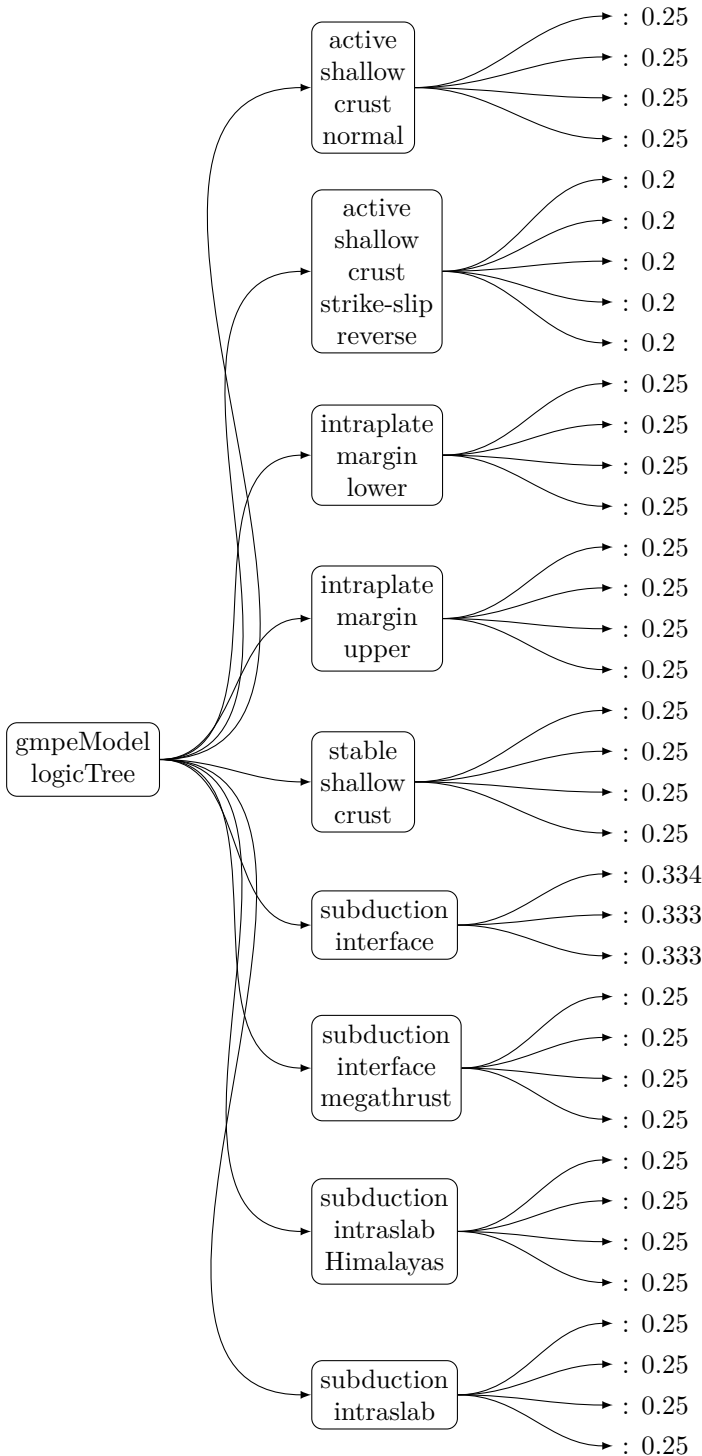 gmpeModel
logicTree
active
shallow
crust
normal
: 0.25
: 0.25
: 0.25
: 0.25
active
shallow
crust
strike-slip
reverse
: 0.2
: 0.2
: 0.2
: 0.2
: 0.2
intraplate
margin
lower
: 0.25
: 0.25
: 0.25
: 0.25
intraplate
margin
upper
: 0.25
: 0.25
: 0.25
: 0.25
stable
shallow
crust
: 0.25
: 0.25
: 0.25
: 0.25
subduction
interface
: 0.334
: 0.333
: 0.333
subduction
interface
megathrust
: 0.25
: 0.25
: 0.25
: 0.25
subduction
intraslab
Himalayas
: 0.25
: 0.25
: 0.25
: 0.25
subduction
intraslab
: 0.25
: 0.25
: 0.25
: 0.25